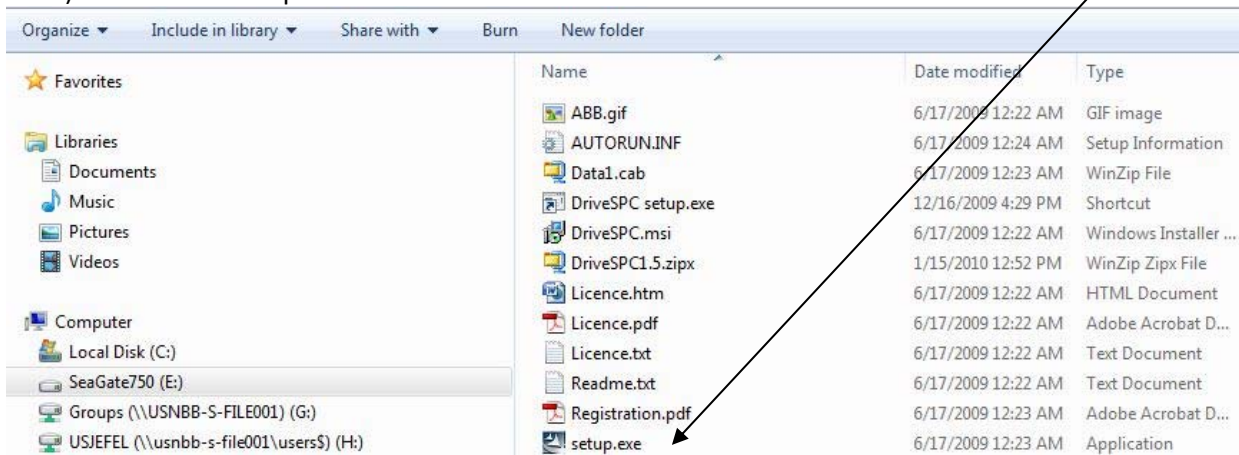 Organize Include in library Share with Burn New folder
Favorites
Libraries
Documents
Music
Pictures
Videos
Computer
Local Disk (C:)
SeaGate750 (E:)
Groups (\\USNBB-S-FILE001) (G:)
USJEFEL (\\usnbb-s-file001\users$) (H:)
Name Date modified Type
ABB.gif 6/17/2009 12:22 AM GIF image
AUTORUN.INF 6/17/2009 12:24 AM Setup Information
Data1.cab 6/17/2009 12:23 AM WinZip File
DriveSPC setup.exe 12/16/2009 4:29 PM Shortcut
DriveSPC.msi 6/17/2009 12:22 AM Windows Installer ...
DriveSPC1.5.zipx 1/15/2010 12:52 PM WinZip Zipx File
Licence.htm 6/17/2009 12:22 AM HTML Document
Licence.pdf 6/17/2009 12:22 AM Adobe Acrobat D...
Licence.txt 6/17/2009 12:22 AM Text Document
Readme.txt 6/17/2009 12:22 AM Text Document
Registration.pdf 6/17/2009 12:23 AM Adobe Acrobat D...
setup.exe 6/17/2009 12:23 AM Application